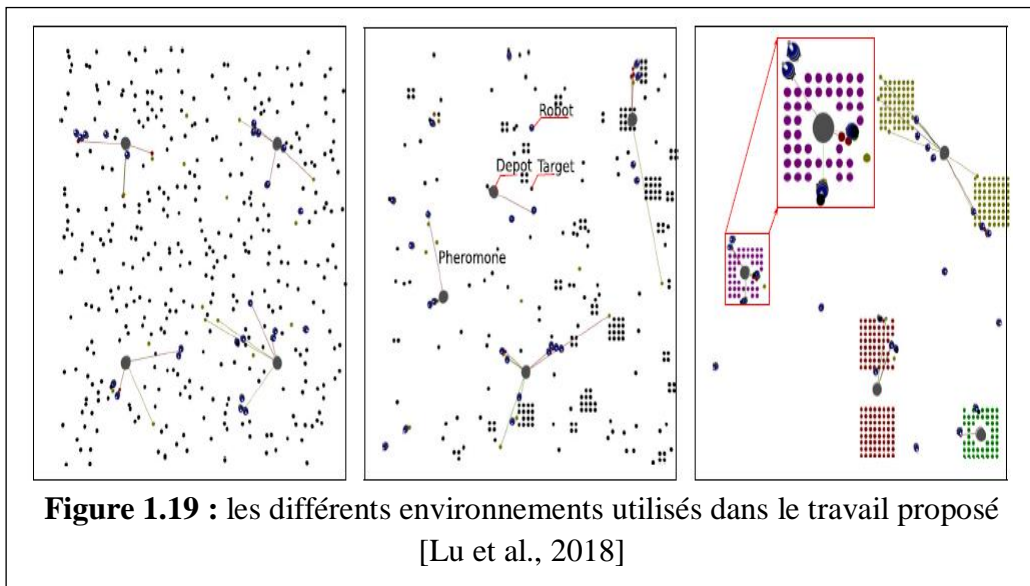 Robot
Depot
Target
Pheromone
Figure 1.19 : les différents environnements utilisés dans le travail proposé
[Lu et al., 2018]